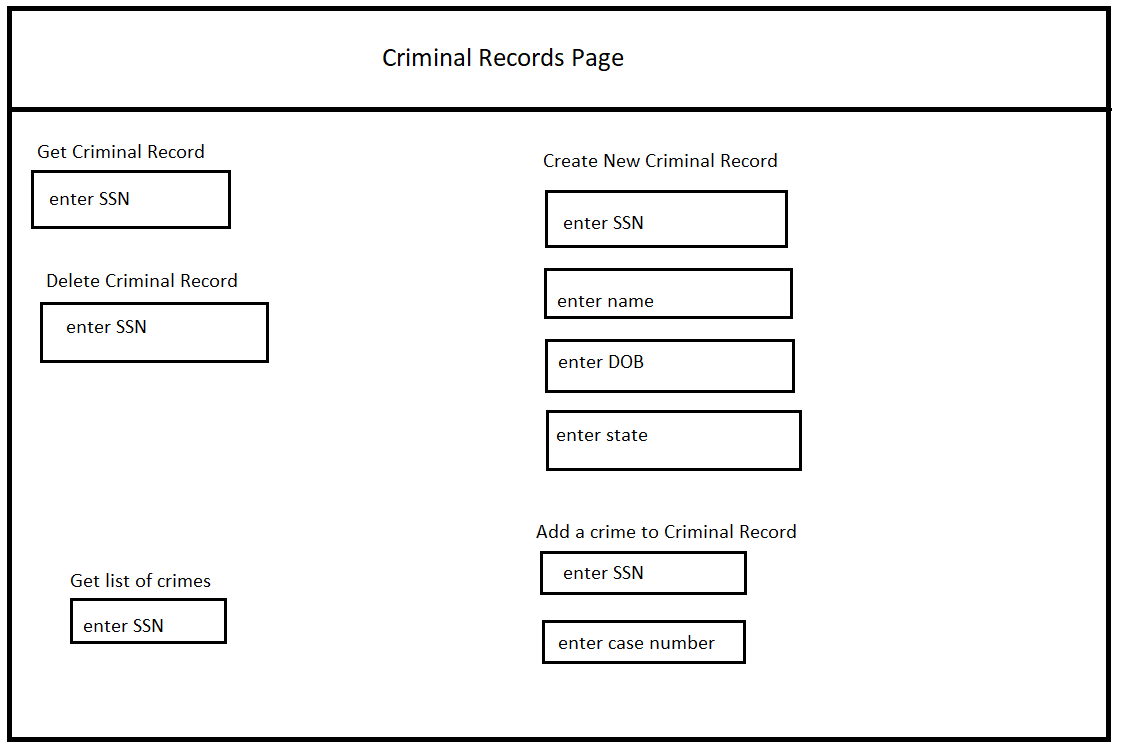 Criminal Records Page
Get Criminal Record
enter SSN
Delete Criminal Record
enter SSN
Get list of crimes
enter SSN
Create New Criminal Record
enter SSN
enter name
enter DOB
enter state
Add a crime to Criminal Record
enter SSN
enter case number